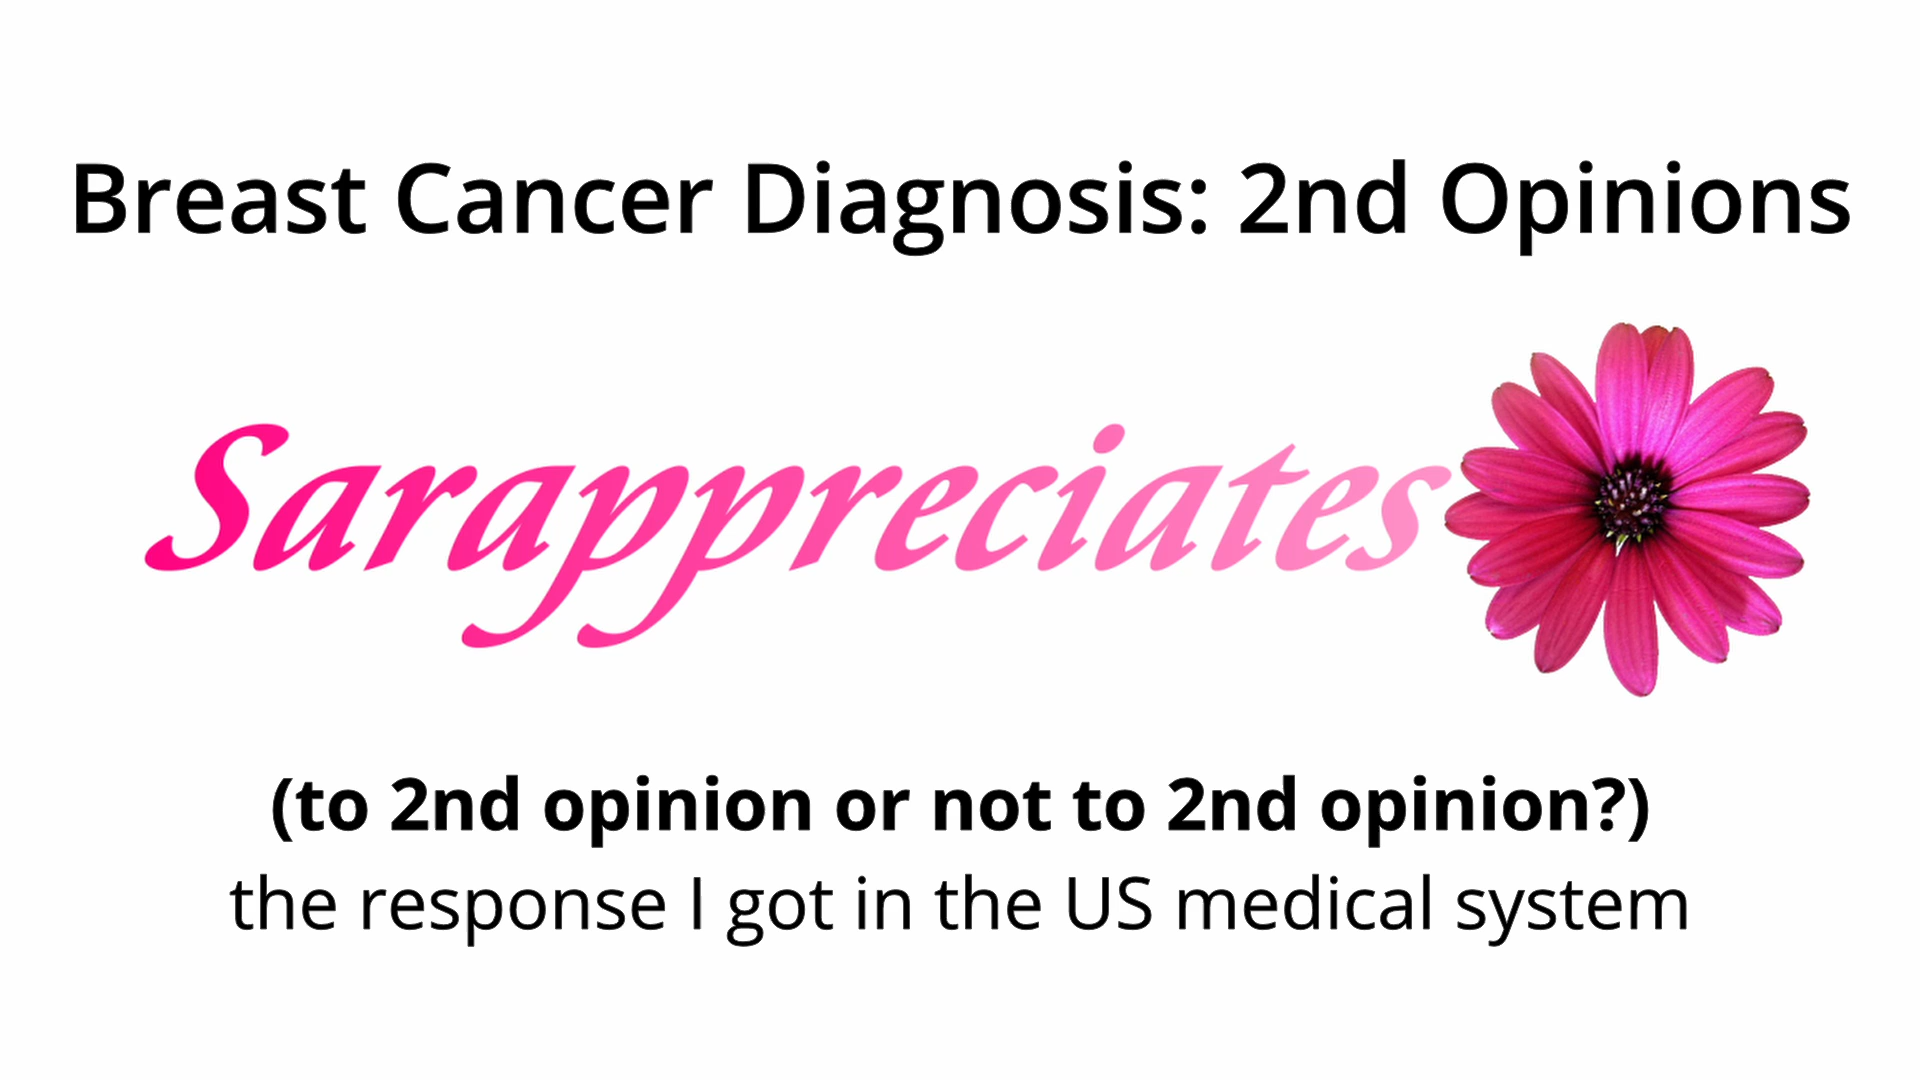 Breast Cancer Diagnosis: 2nd Opinions
Sarappreciates
(to 2nd opinion or not to 2nd opinion?)
the response I got in the US medical system